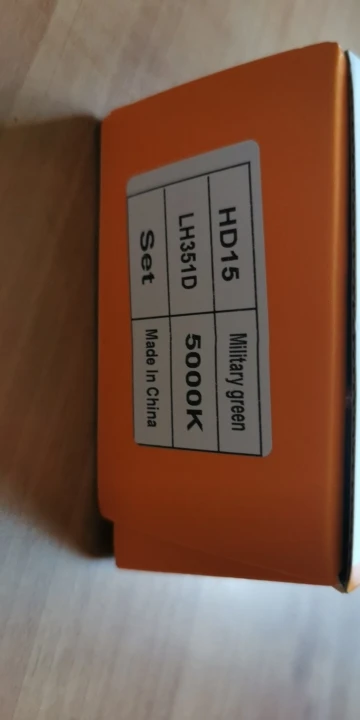 HD15 Military green
LH351D 5000K
Set Made In China